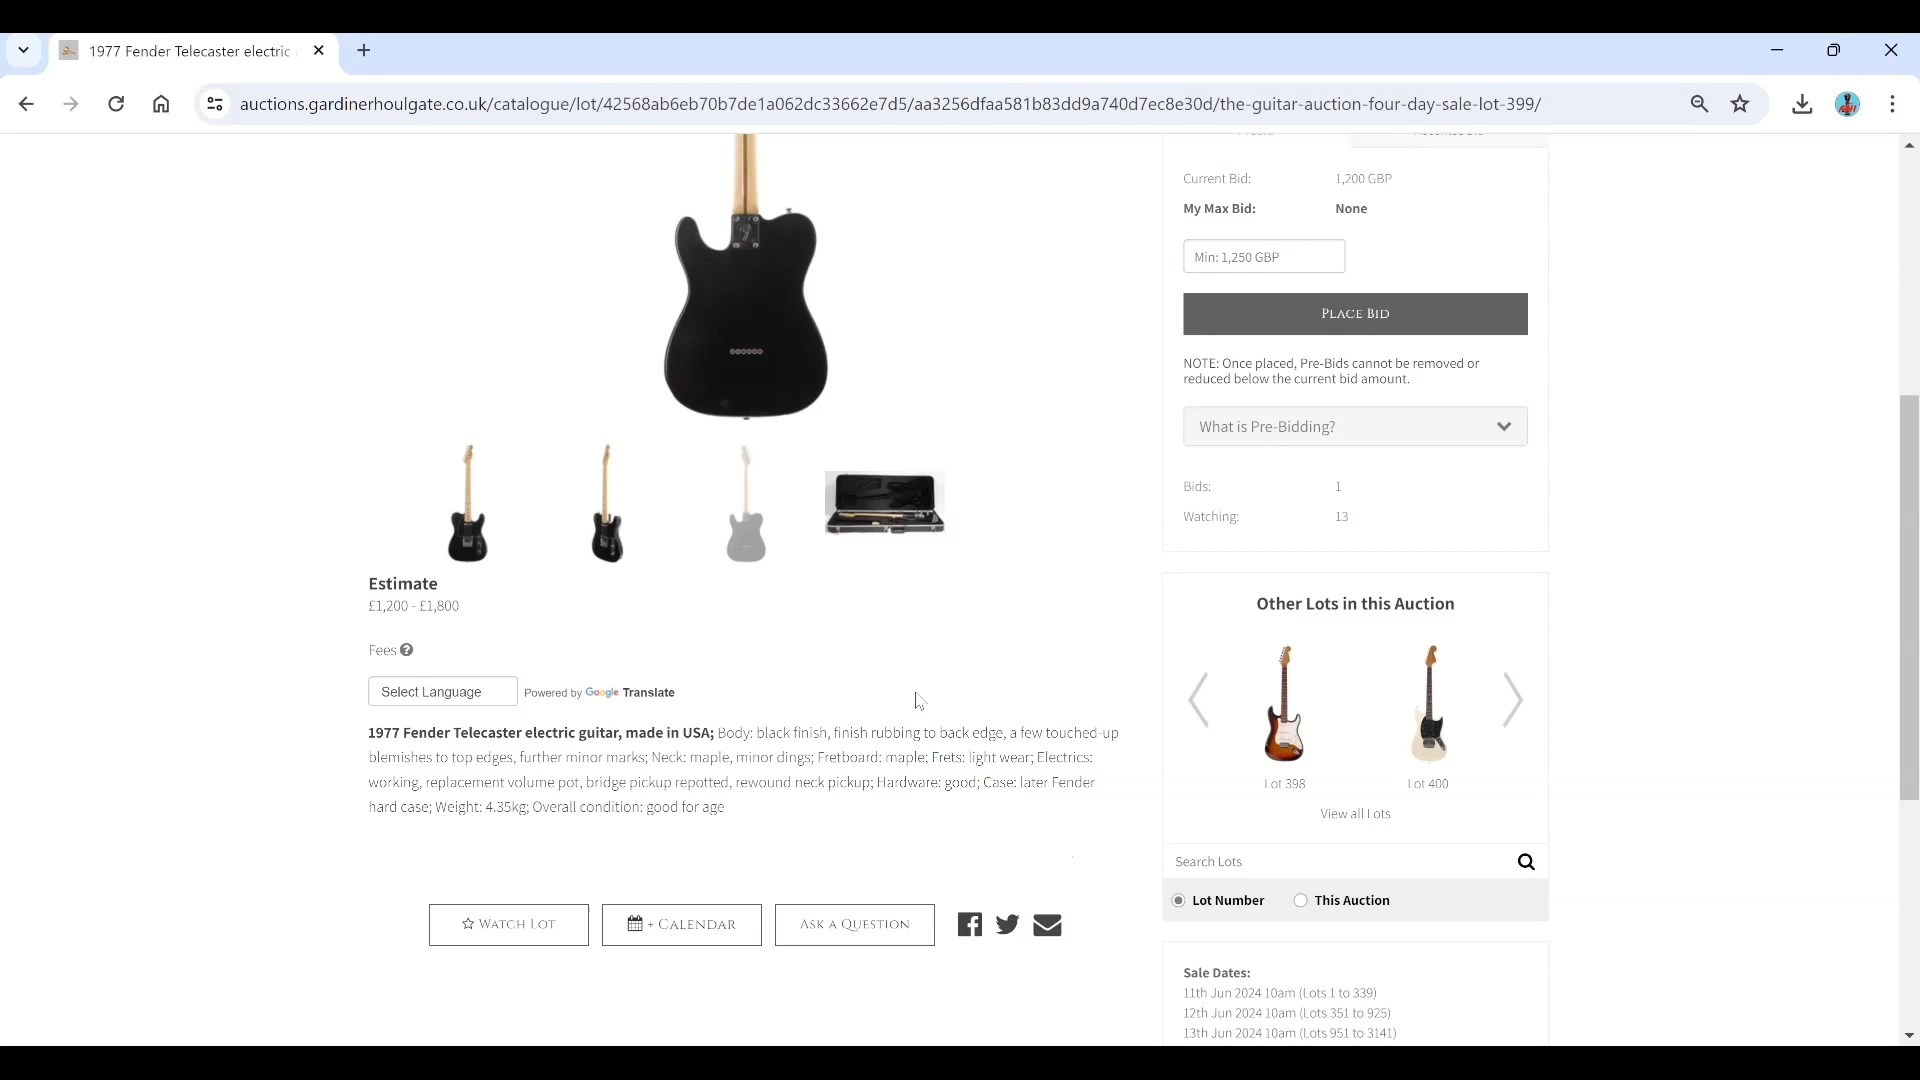 1977 Fender Telecaster electric
auctions.gardinerhoulgate.co.uk/catalogue/lot/42568ab6eb70b7de1a062dc33662e7d5/aa3256dfaa581b83dd9a740d7ec8e30d/the-guitar-auction-four-day-sale-lot-399/
Current Bid: 1,200 GBP
My Max Bid: None
Min: 1,250 GBP
PLACE BID
NOTE: Once placed, Pre-Bids cannot be removed or
reduced below the current bid amount.
What is Pre-Bidding?
Bids: 1
Watching: 13
Estimate
£1,200 - £1,800
Fees
Select Language Powered by Google Translate
1977 Fender Telecaster electric guitar, made in USA; Body: black finish, finish rubbing to back edge, a few touched-up
blemishes to top edges, further minor marks; Neck: maple, minor dings; Fretboard: maple; Frets: light wear; Electrics:
working, replacement volume pot, bridge pickup repotted, rewound neck pickup; Hardware: good; Case: later Fender
hard case; Weight: 4.35kg; Overall condition: good for age
WATCH LOT + CALENDAR ASK A QUESTION
Other Lots in this Auction
Lot 398 Lot 400
View all Lots
Search Lots
Lot Number This Auction
Sale Dates:
11th Jun 2024 10am (Lots 1 to 339)
12th Jun 2024 10am (Lots 351 to 925)
13th Jun 2024 10am (Lots 951 to 3141)